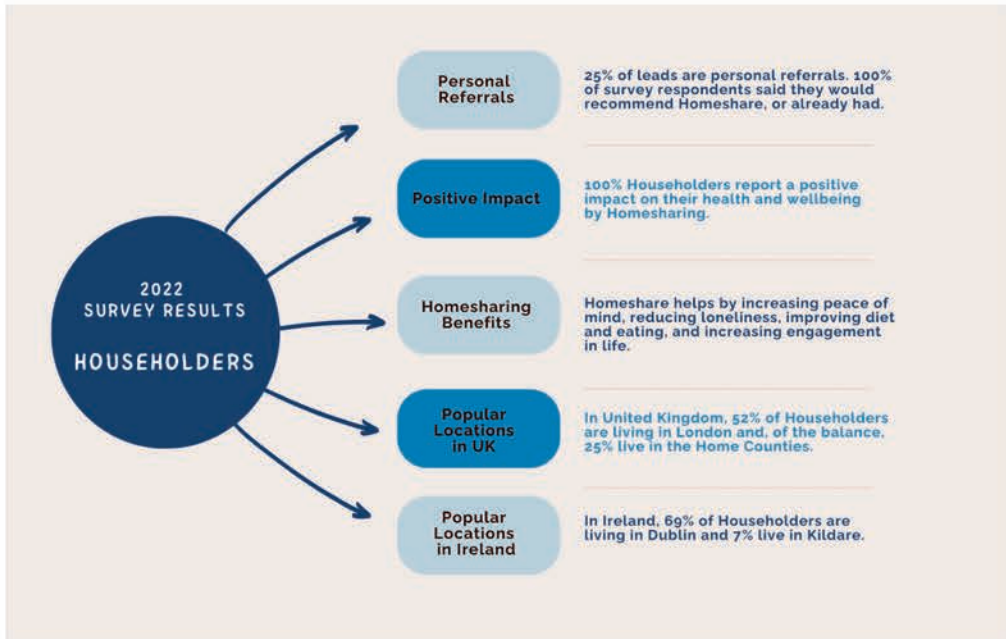 2022
SURVEY RESULTS
HOUSEHOLDERS
Personal
Referrals
25% of leads are personal referrals. 100%
of survey respondents said they would
recommend Homeshare, or already had.
Positive Impact
100% Householders report a positive
impact on their health and wellbeing
by Homesharing.
Homesharing
Benefits
Homeshare helps by increasing peace of
mind, reducing loneliness, improving diet
and eating, and increasing engagement
in life.
Popular
Locations
in UK
In United Kingdom, 52% of Householders
are living in London and, of the balance,
25% live in the Home Counties.
Popular
Locations
in Ireland
In Ireland, 69% of Householders are
living in Dublin and 7% live in Kildare.